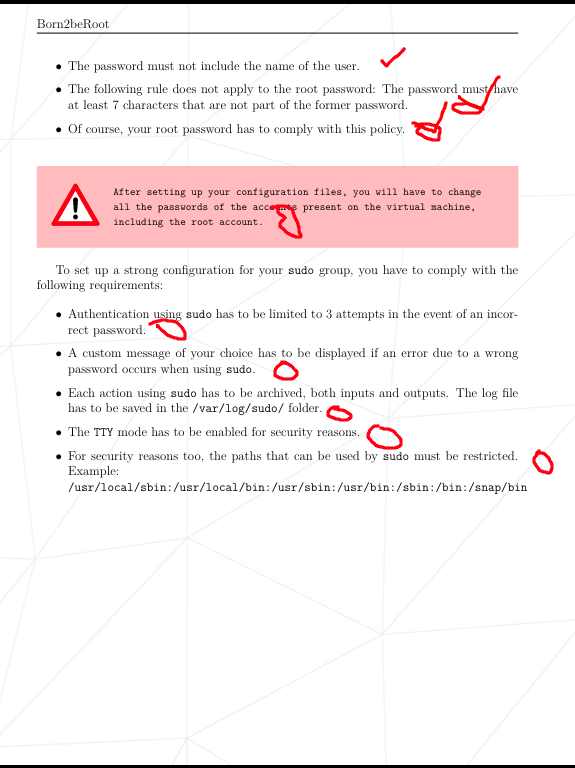 Born2beRoot
• The password must not include the name of the user.
• The following rule does not apply to the root password: The password must have
at least 7 characters that are not part of the former password.
• Of course, your root password has to comply with this policy.
After setting up your configuration files, you will have to change
all the passwords of the accounts present on the virtual machine,
including the root account.
To set up a strong configuration for your sudo group, you have to comply with the
following requirements:
• Authentication using sudo has to be limited to 3 attempts in the event of an incor-
rect password.
• A custom message of your choice has to be displayed if an error due to a wrong
password occurs when using sudo.
• Each action using sudo has to be archived, both inputs and outputs. The log file
has to be saved in the /var/log/sudo/ folder.
• The TTY mode has to be enabled for security reasons.
• For security reasons too, the paths that can be used by sudo must be restricted.
Example:
/usr/local/sbin:/usr/local/bin:/usr/sbin:/usr/bin:/sbin:/bin:/snap/bin